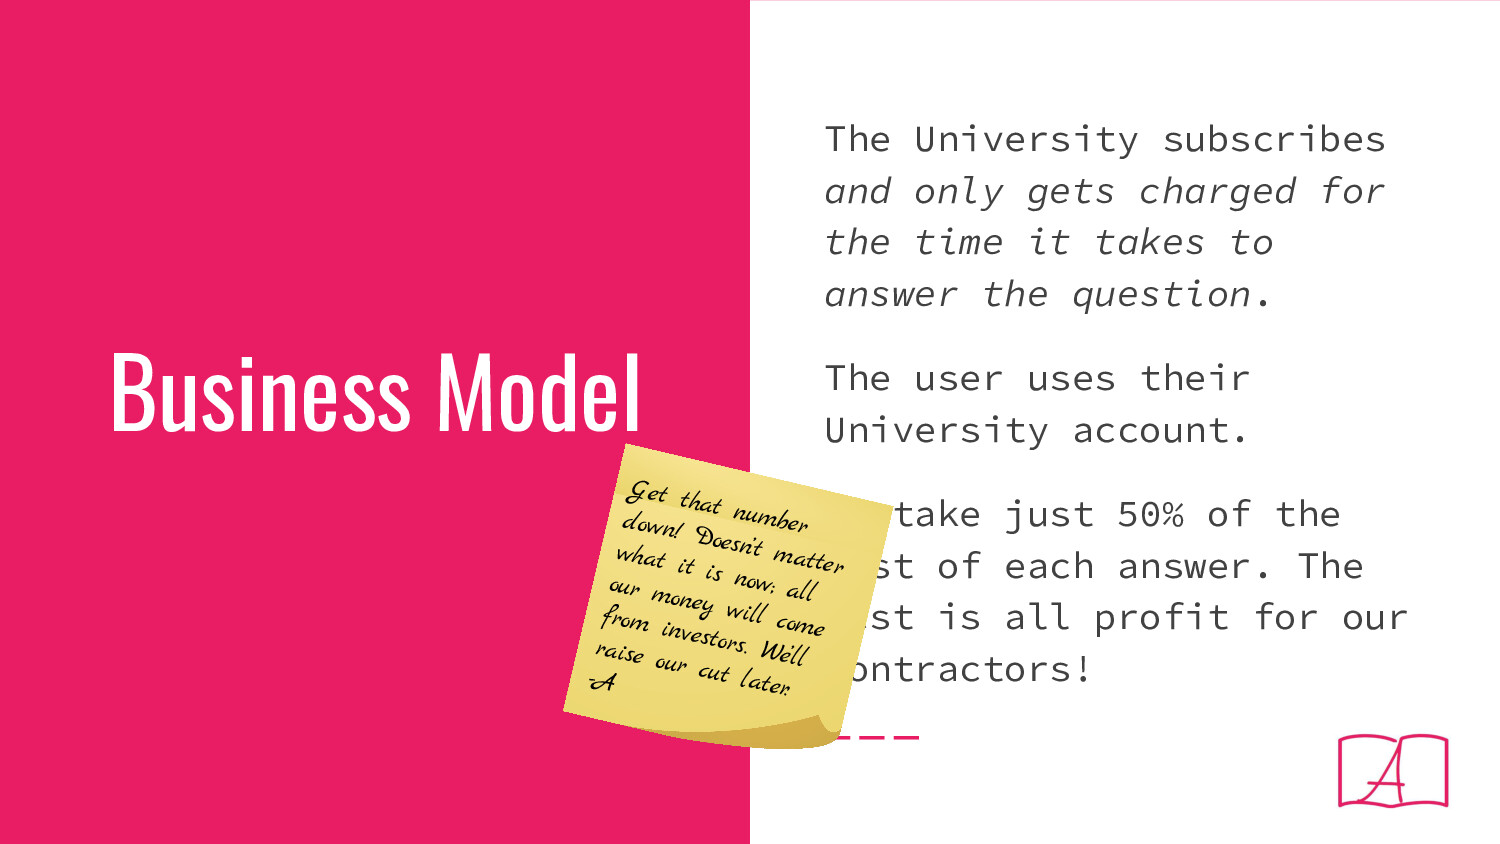 Business Model
The University subscribes
and only gets charged for
the time it takes to
answer the question.
The user uses their
University account.
take just 50% of the
of each answer. The
is all profit for our
Get that number
down! Doesn't matter
what it is now; all
our money will come
from investors. We'll
raise our cut later.
-A
A